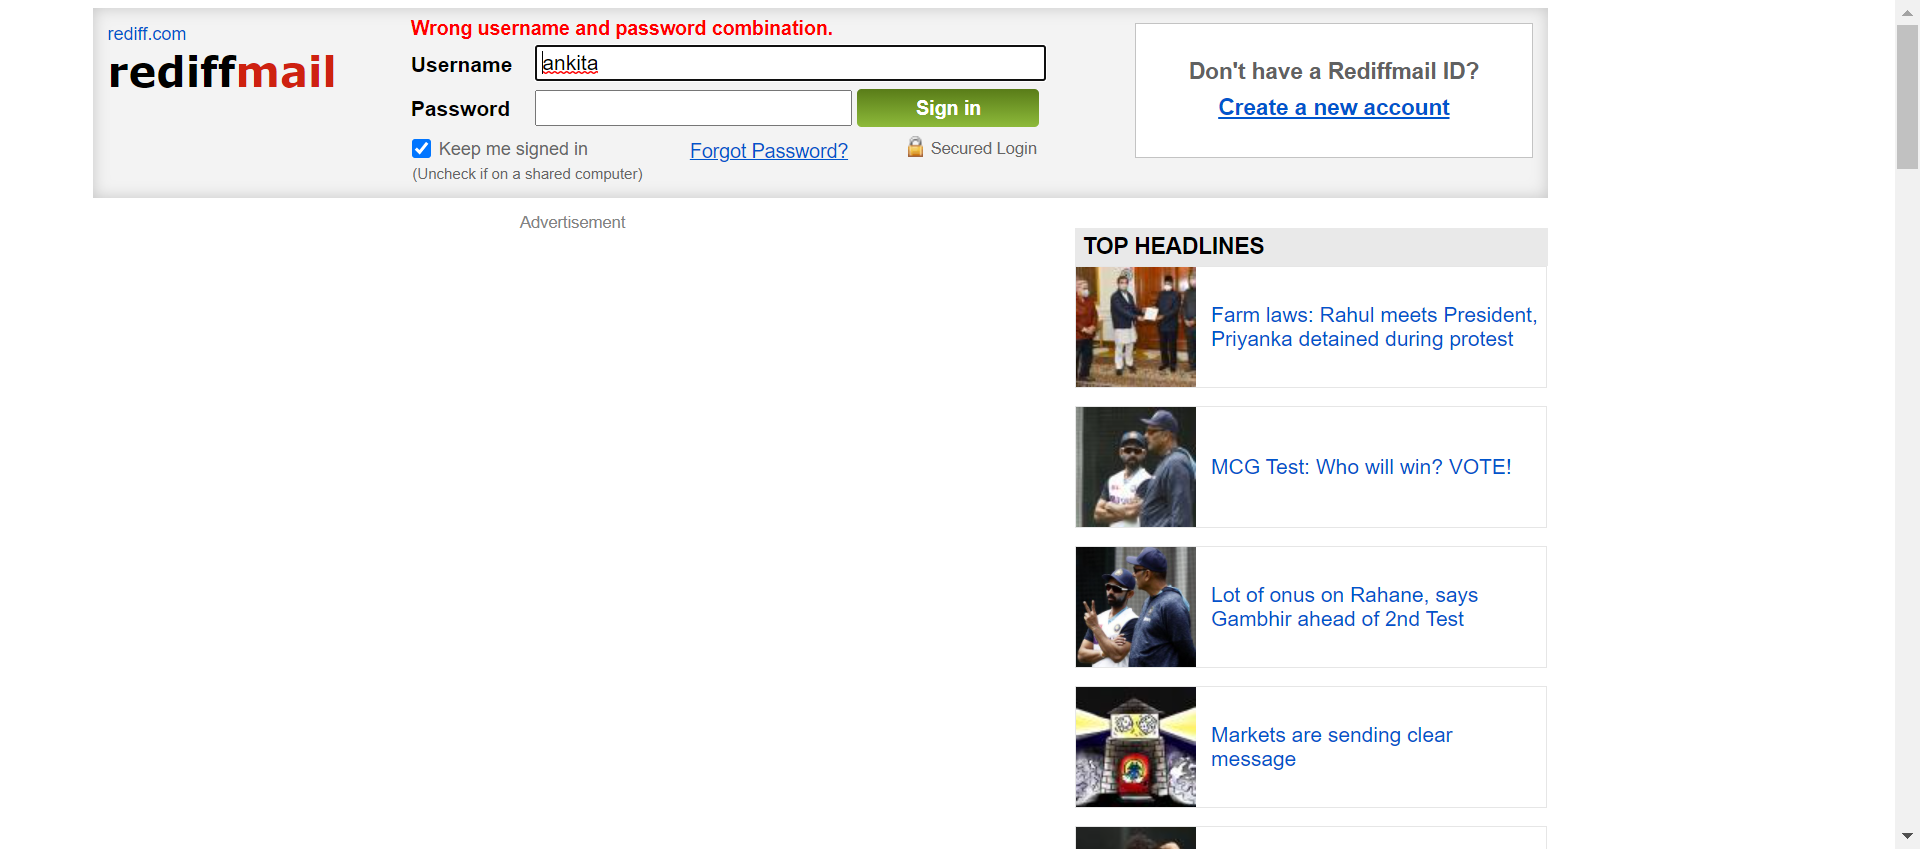 rediff.com
rediffmail
Wrong username and password combination.
Username ankita
Password Sign in
Keep me signed in Forgot Password? Secured Login
(Uncheck if on a shared computer)
Don't have a Rediffmail ID?
Create a new account
Advertisement
TOP HEADLINES
Farm laws: Rahul meets President,
Priyanka detained during protest
MCG Test: Who will win? VOTE!
Lot of onus on Rahane, says
Gambhir ahead of 2nd Test
Markets are sending clear
message